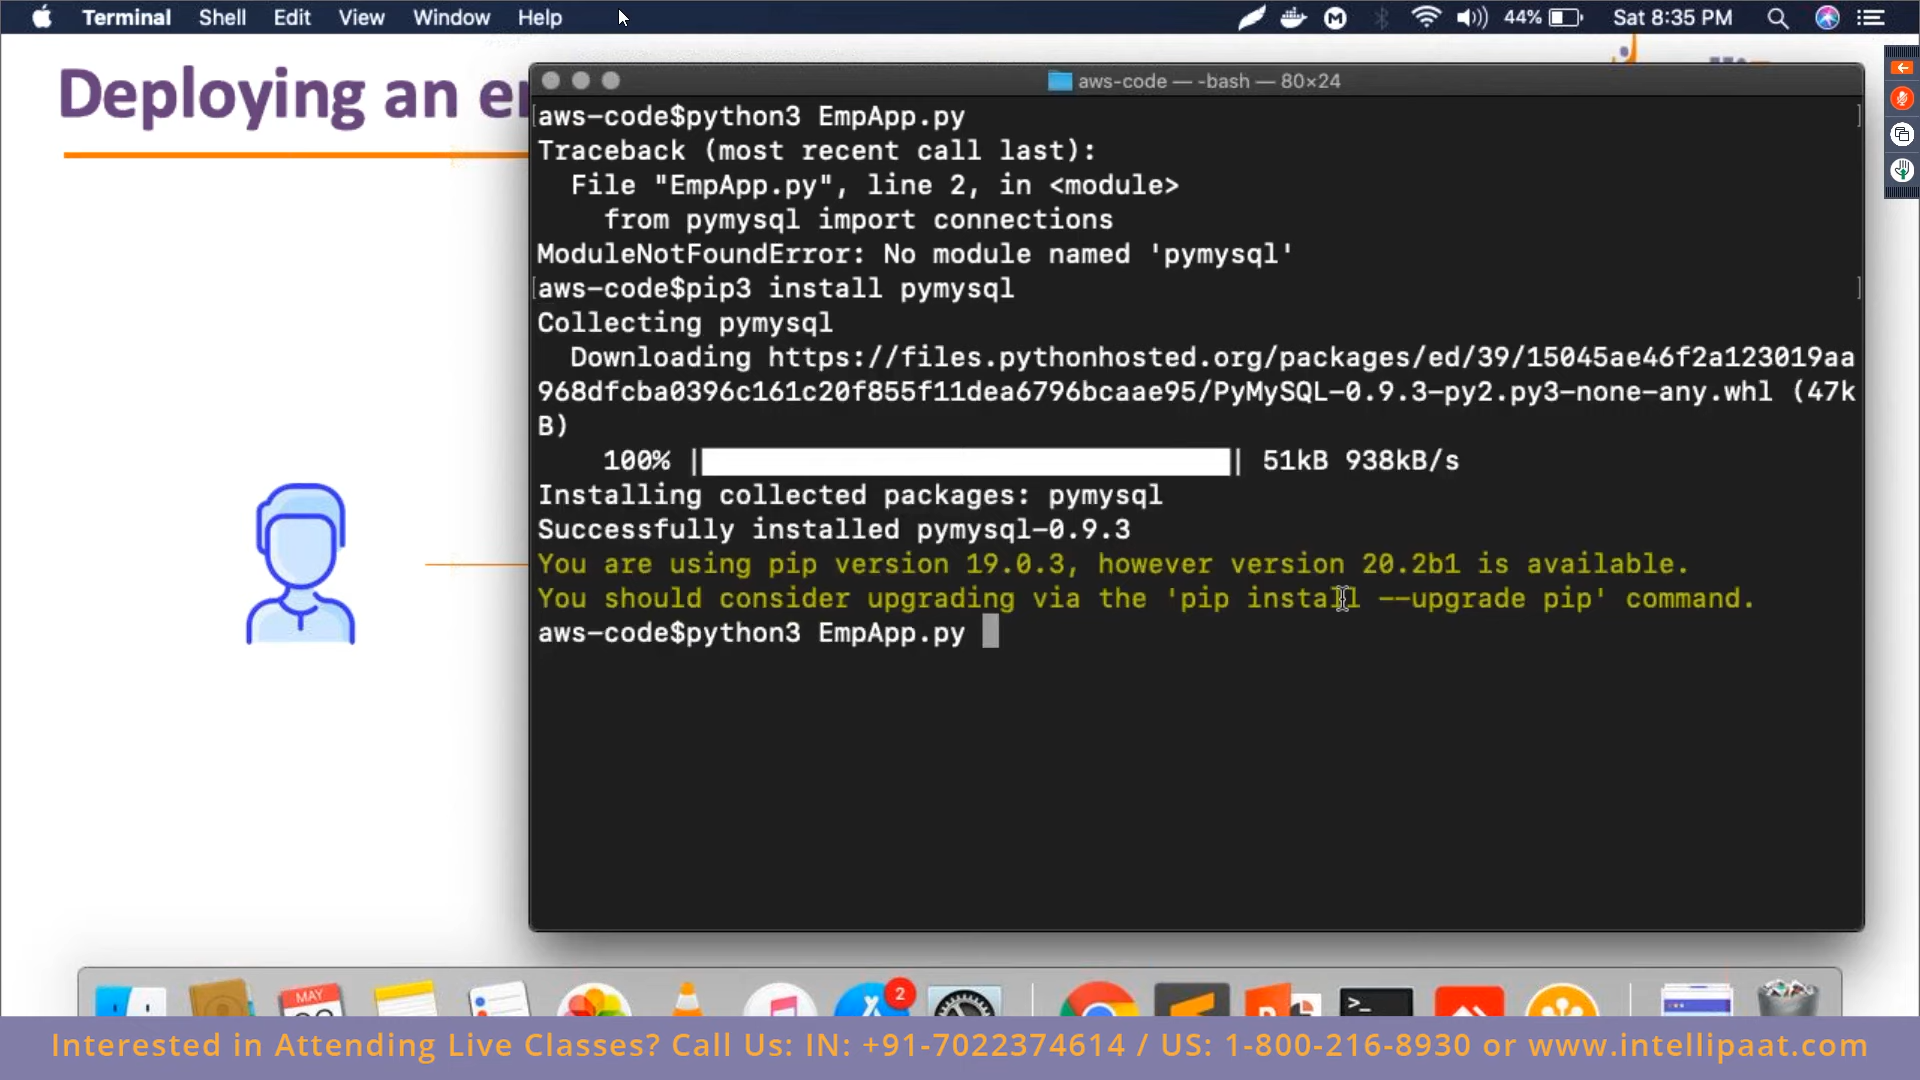 Terminal Shell Edit View Window Help 44% Sat 8:35 PM
Deploying an
aws-code — -bash — 80×24
aws-code$python3 EmpApp.py
Traceback (most recent call last):
File "EmpApp.py", line 2, in <module>
from pymysql import connections
ModuleNotFoundError: No module named 'pymysql'
aws-code$pip3 install pymysql
Collecting pymysql
Downloading https://files.pythonhosted.org/packages/ed/39/15045ae46f2a123019aa
968dfcba0396c161c20f855f11dea6796bcaae95/PyMySQL-0.9.3-py2.py3-none-any.whl (47k
B)
100% |████████████████████████████████| 51kB 938kB/s
Installing collected packages: pymysql
Successfully installed pymysql-0.9.3
You are using pip version 19.0.3, however version 20.2b1 is available.
You should consider upgrading via the 'pip install --upgrade pip' command.
aws-code$python3 EmpApp.py
MAY
2
Interested in Attending Live Classes? Call Us: IN: +91-7022374614 / US: 1-800-216-8930 or www.intellipaat.com